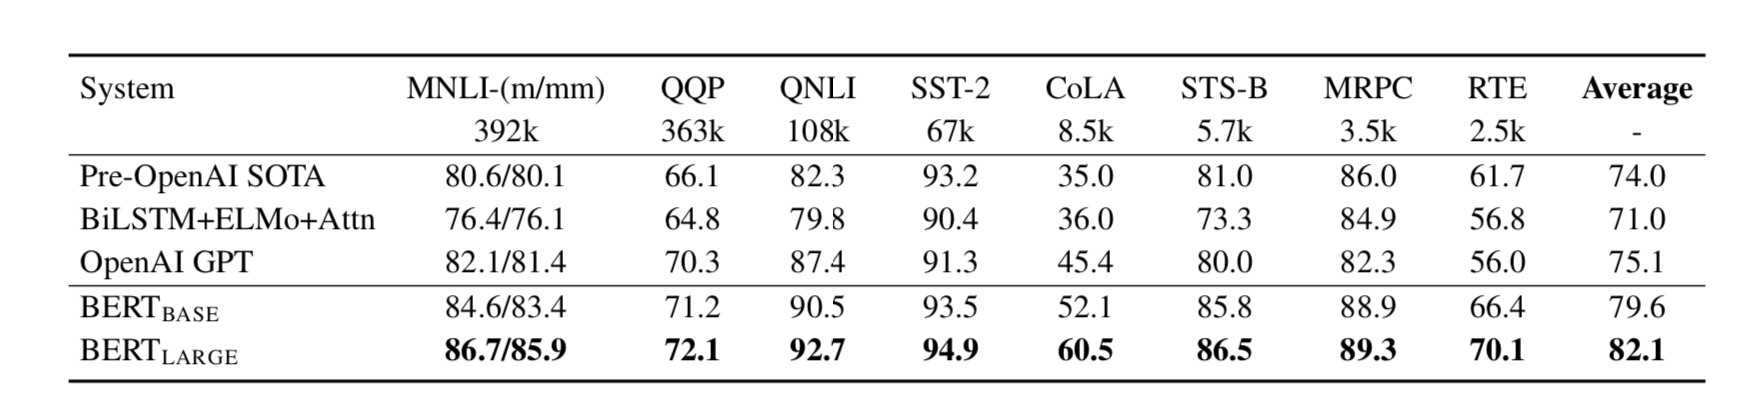 System MNLI-(m/mm) QQP QNLI SST-2 CoLA STS-B MRPC RTE Average
392k 363k 108k 67k 8.5k 5.7k 3.5k 2.5k -
Pre-OpenAI SOTA 80.6/80.1 66.1 82.3 93.2 35.0 81.0 86.0 61.7 74.0
BiLSTM+ELMo+Attn 76.4/76.1 64.8 79.8 90.4 36.0 73.3 84.9 56.8 71.0
OpenAI GPT 82.1/81.4 70.3 87.4 91.3 45.4 80.0 82.3 56.0 75.1
BERTBASE 84.6/83.4 71.2 90.5 93.5 52.1 85.8 88.9 66.4 79.6
BERTLARGE 86.7/85.9 72.1 92.7 94.9 60.5 86.5 89.3 70.1 82.1